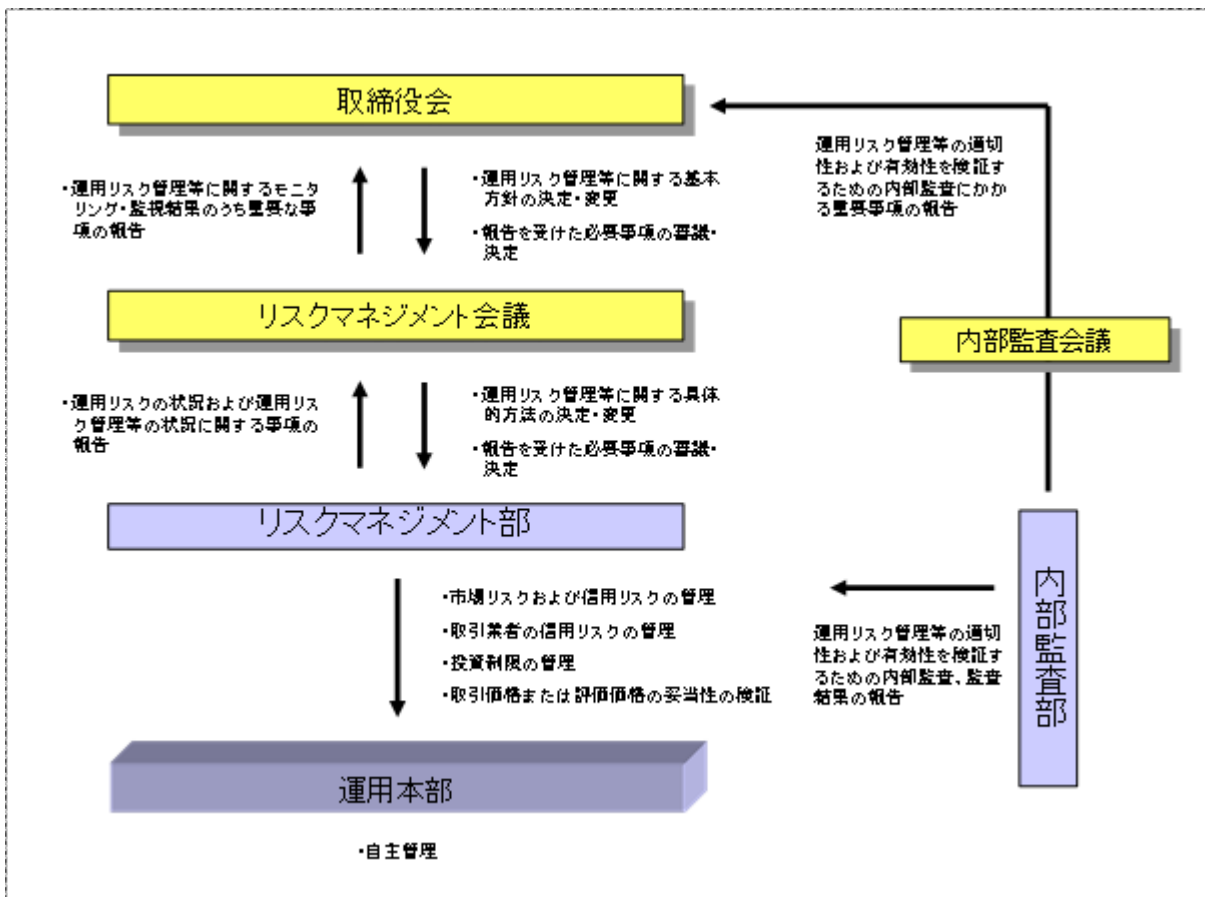 取締役会
・運用リスク管理等に関するモニ
タリング・監視結果のうち重要な事
項の報告
・運用リスク管理等に関する基本
方針の決定・変更
・報告を受けた必要事項の審議・
決定
運用リスク管理等の適切
性および有効性を検証す
るための内部監査にかか
る重要事項の報告
リスクマネジメント会議
内部監査会議
・運用リスクの状況および運用リス
ク管理等の状況に関する事項の
報告
・運用リスク管理等に関する具体
的方法の決定・変更
・報告を受けた必要事項の審議・
決定
リスクマネジメント部
内部監査部
・市場リスクおよび信用リスクの管理
・取引業者の信用リスクの管理
・投資制限の管理
・取引価格または評価価格の妥当性の検証
運用リスク管理等の適切
性および有効性を検証す
るための内部監査、監査
結果の報告
運用本部
・自主管理